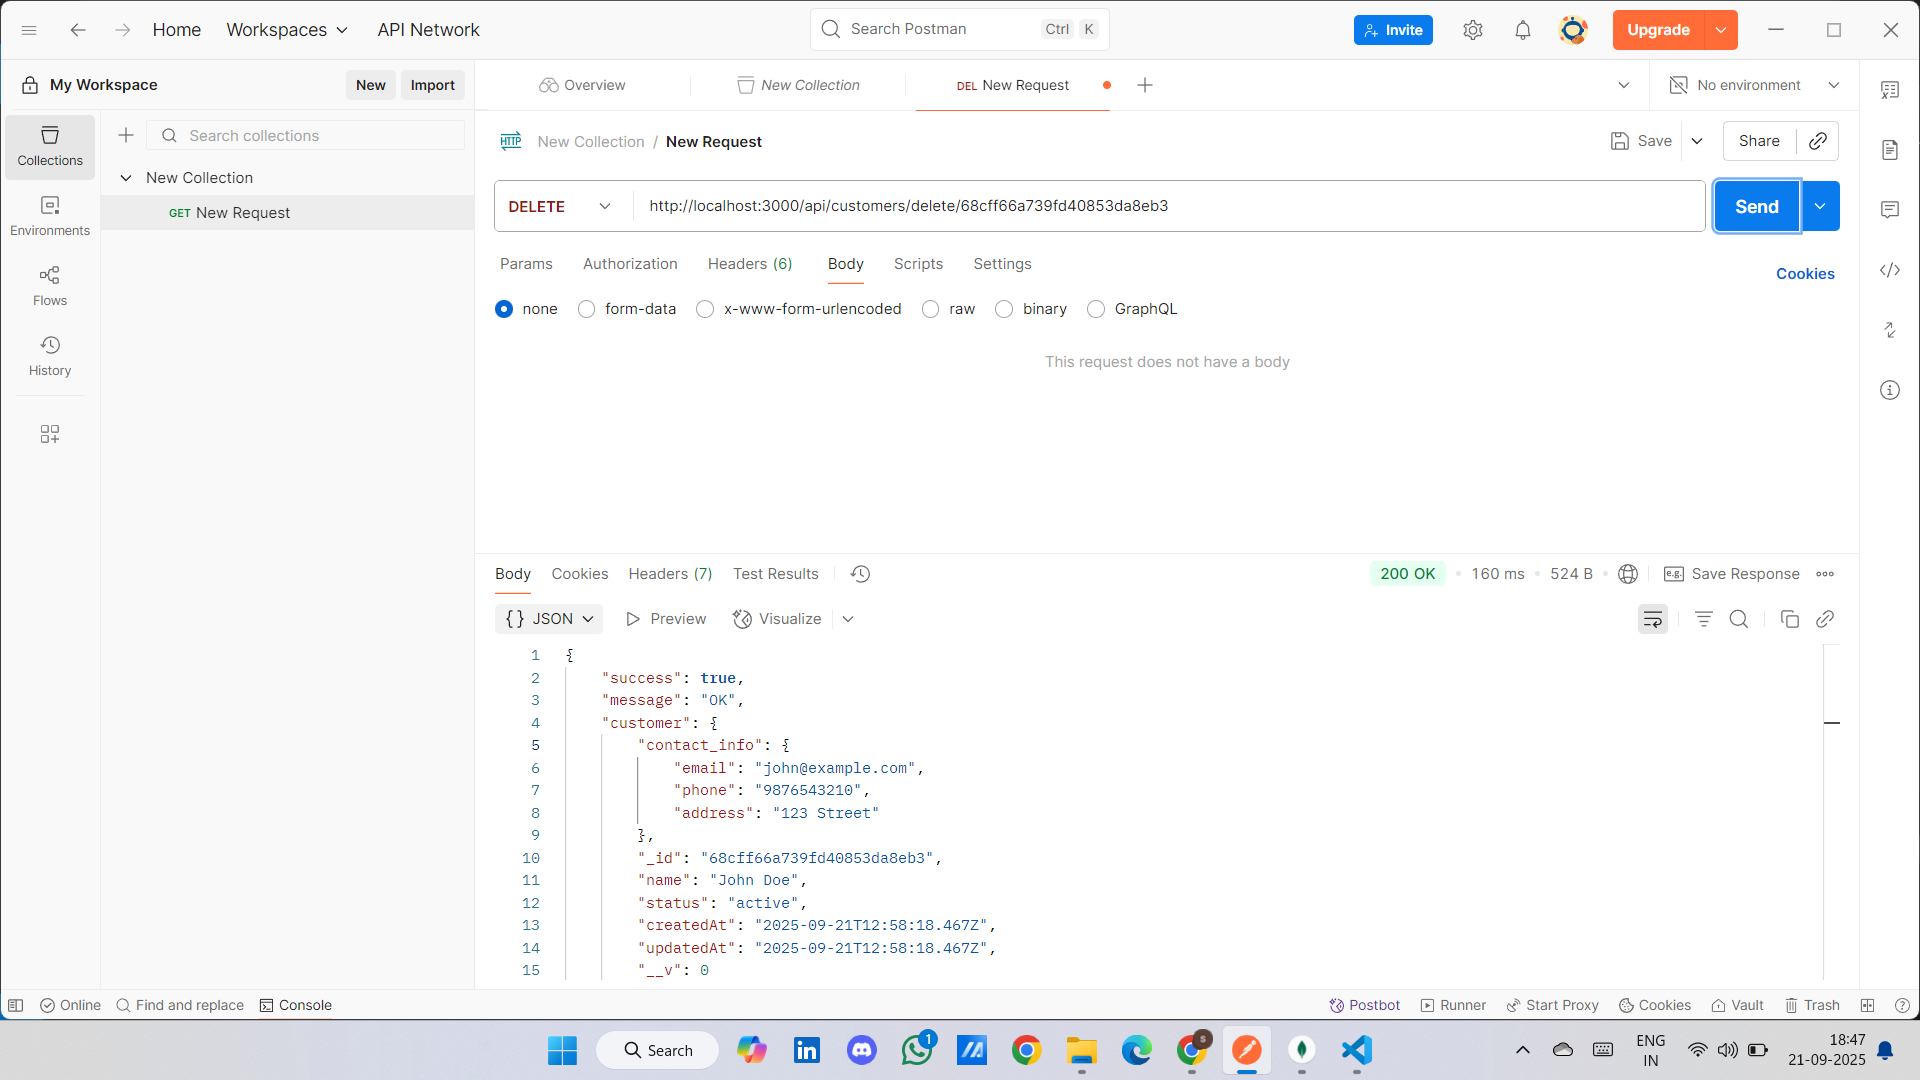 Home
Workspaces
API Network
Search Postman
Ctrl K
Invite
Upgrade
My Workspace
New
Import
Overview
New Collection
DEL New Request
No environment
Collections
Search collections
New Collection
GET New Request
Environments
Flows
History
HTTP
New Collection / New Request
Save
Share
DELETE
http://localhost:3000/api/customers/delete/68cff66a739fd40853da8eb3
Send
Params
Authorization
Headers (6)
Body
Scripts
Settings
Cookies
none
form-data
x-www-form-urlencoded
raw
binary
GraphQL
This request does not have a body
Body
Cookies
Headers (7)
Test Results
200 OK
160 ms
524 B
e.g. Save Response
{} JSON
Preview
Visualize
1 {
2 "success": true,
3 "message": "OK",
4 "customer": {
5 "contact_info": {
6 "email": "john@example.com",
7 "phone": "9876543210",
8 "address": "123 Street"
9 },
10 "_id": "68cff66a739fd40853da8eb3",
11 "name": "John Doe",
12 "status": "active",
13 "createdAt": "2025-09-21T12:58:18.467Z",
14 "updatedAt": "2025-09-21T12:58:18.467Z",
15 "__v": 0
Online
Find and replace
Console
Postbot
Runner
Start Proxy
Cookies
Vault
Trash
Search
1
S
ENG
IN
18:47
21-09-2025